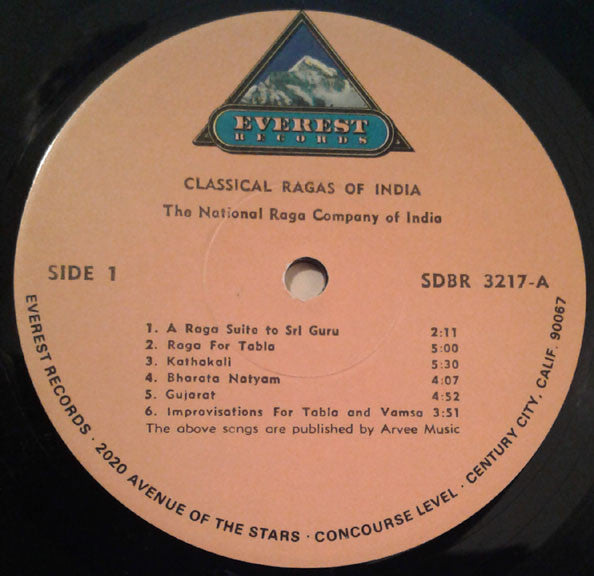 EVEREST
RECORDS
CLASSICAL RAGAS OF INDIA
The National Raga Company of India
SIDE 1
SDBR 3217-A
1. A Raga Suite to Sri Guru 2:11
2. Raga For Tabla 5:00
3. Kathakali 5:30
4. Bharata Natyam 4:07
5. Gujarat 4:52
6. Improvisations For Tabla and Vamsa 3:51
The above songs are published by Arvee Music
EVEREST RECORDS · 2020 AVENUE OF THE STARS · CONCOURSE LEVEL · CENTURY CITY, CALIF. 90067